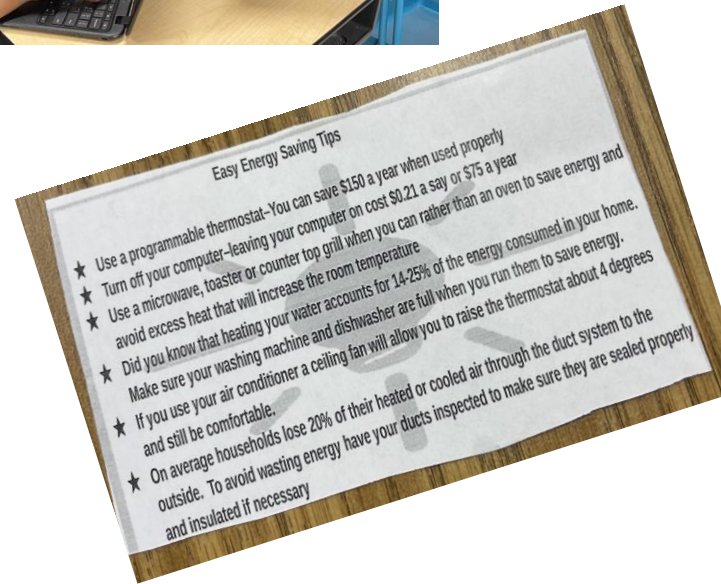 Easy Energy Saving Tips
★ Use a programmable thermostat-You can save $150 a year when used properly
★ Turn off your computer-leaving your computer on cost $0.21 a say or $75 a year
★ Use a microwave, toaster or counter top grill when you can rather than an oven to save energy and
avoid excess heat that will increase the room temperature
★ Did you know that heating your water accounts for 14-25% of the energy consumed in your home.
Make sure your washing machine and dishwasher are full when you run them to save energy.
★ If you use your air conditioner a ceiling fan will allow you to raise the thermostat about 4 degrees
and still be comfortable.
★ On average households lose 20% of their heated or cooled air through the duct system to the
outside. To avoid wasting energy have your ducts inspected to make sure they are sealed properly
and insulated if necessary